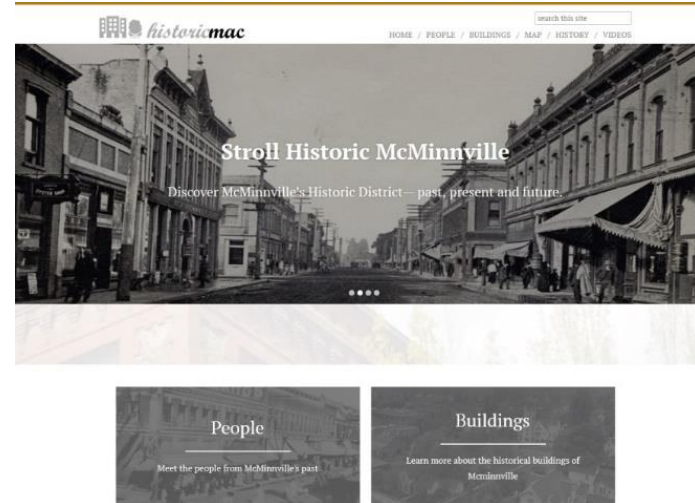 historicmac
search this site
HOME / PEOPLE / BUILDINGS / MAP / HISTORY / VIDEOS
Stroll Historic McMinnville
Discover McMinnville's Historic District— past, present and future.
People
Meet the people from McMinnville's past
Buildings
Learn more about the historical buildings of
Mcminnville